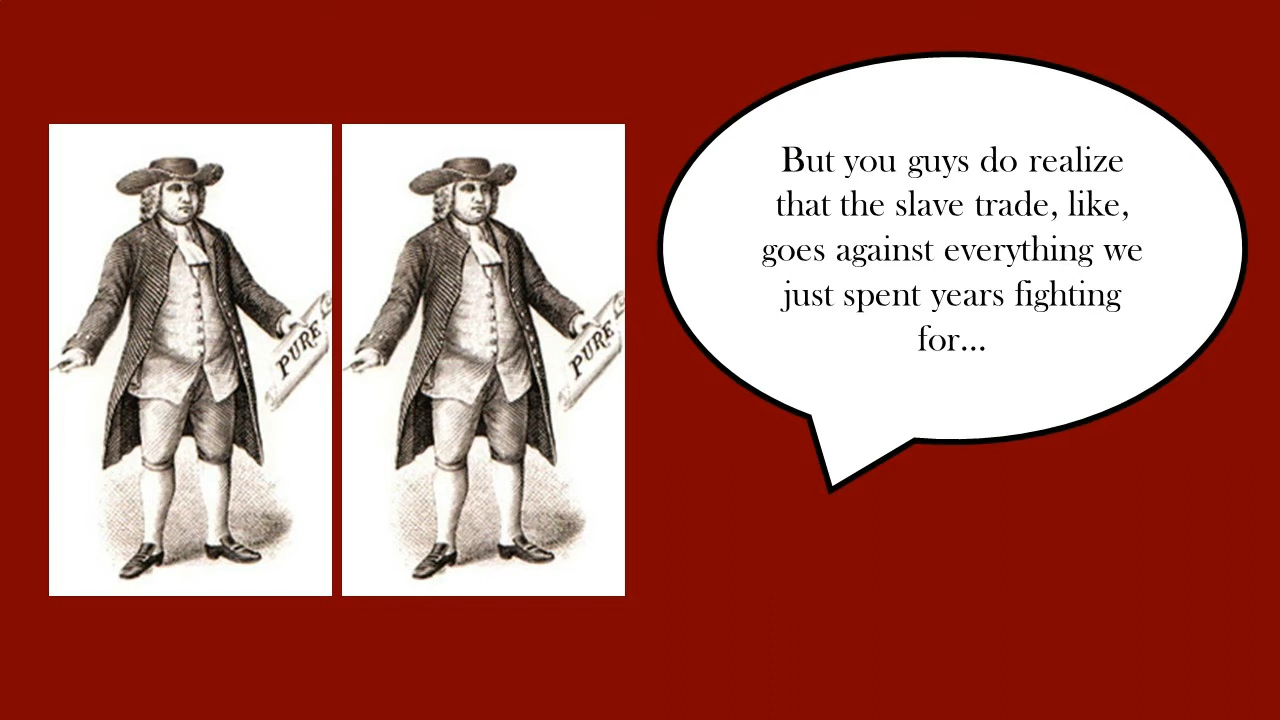 PURE
PURE
But you guys do realize
that the slave trade, like,
goes against everything we
just spent years fighting
for...